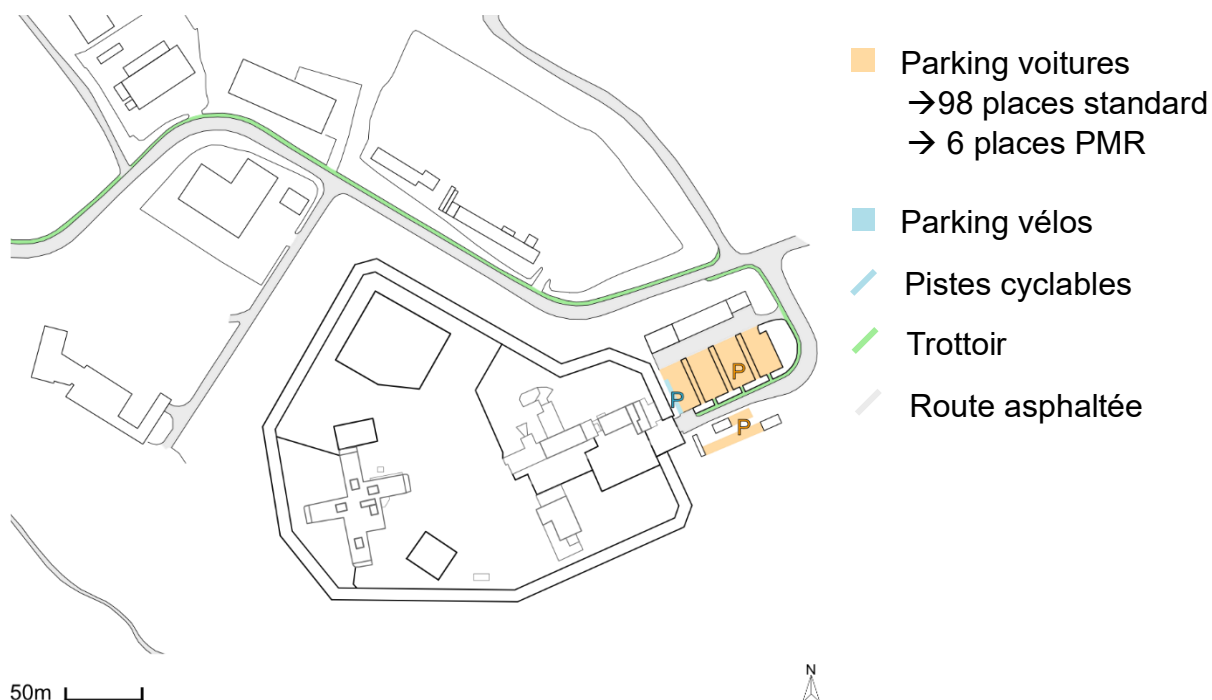 Parking voitures
→98 places standard
→ 6 places PMR
Parking vélos
Pistes cyclables
Trottoir
Route asphaltée
P
P
P
N
50m